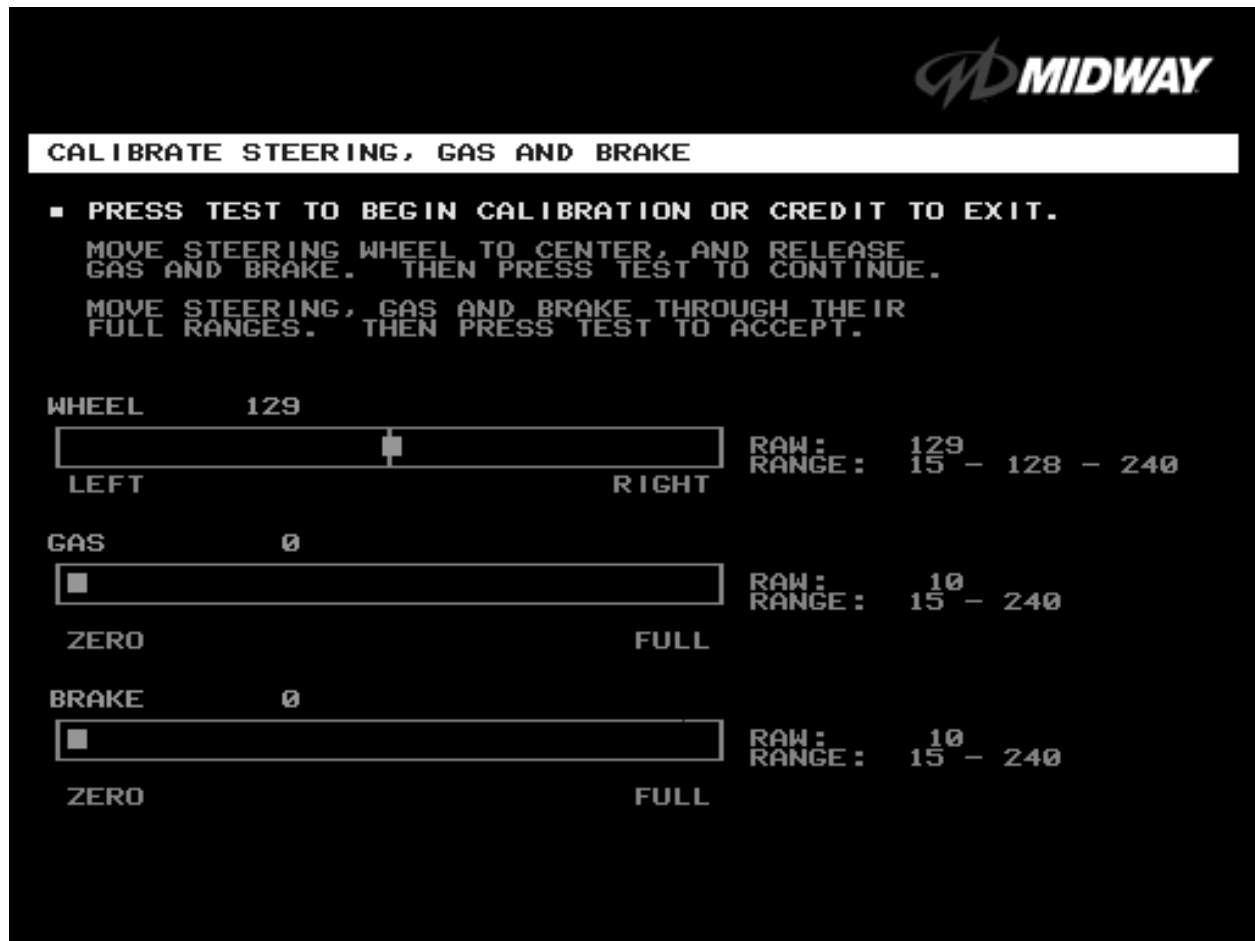 MIDWAY
CALIBRATE STEERING, GAS AND BRAKE
PRESS TEST TO BEGIN CALIBRATION OR CREDIT TO EXIT.
MOVE STEERING WHEEL TO CENTER, AND RELEASE
GAS AND BRAKE. THEN PRESS TEST TO CONTINUE.
MOVE STEERING, GAS AND BRAKE THROUGH THEIR
FULL RANGES. THEN PRESS TEST TO ACCEPT.
WHEEL 129
RAW: 129
RANGE: 15 - 128 - 240
LEFT RIGHT
GAS 0
RAW: 10
RANGE: 15 - 240
ZERO FULL
BRAKE 0
RAW: 10
RANGE: 15 - 240
ZERO FULL